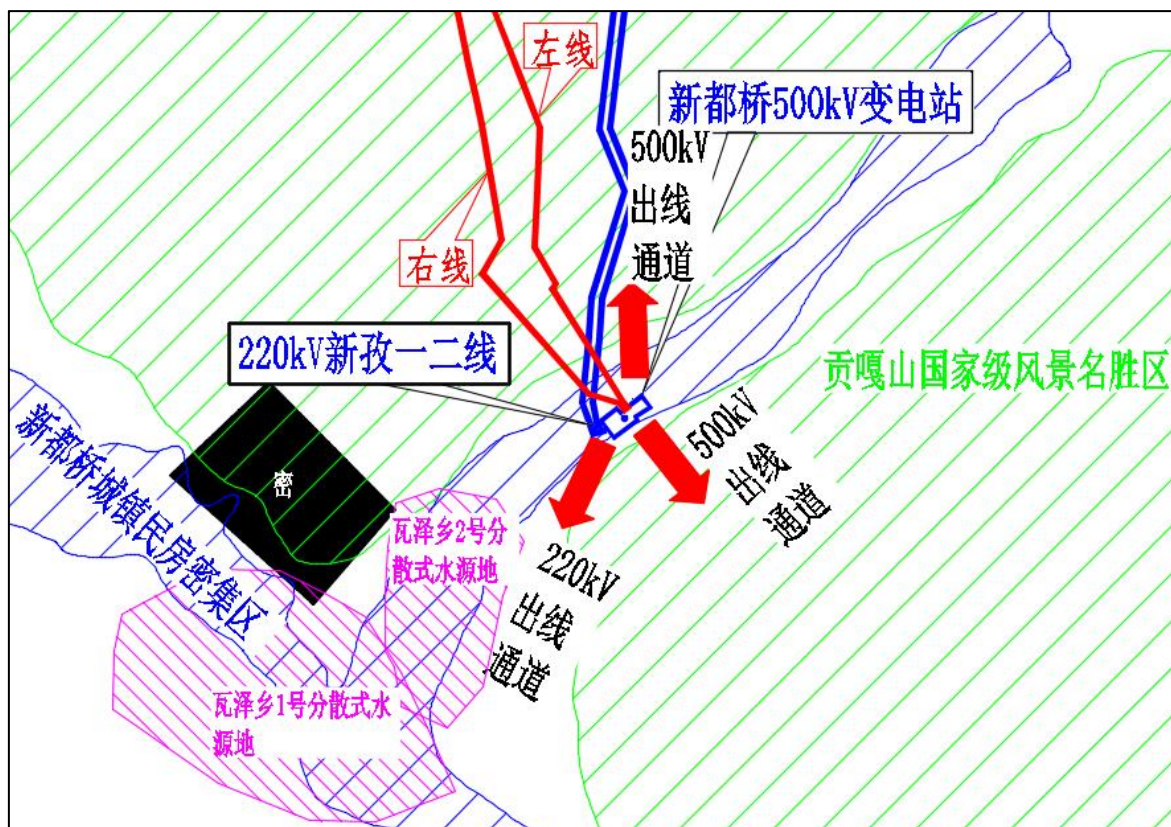 左线
新都桥500kV变电站
500kV
出线
通道
右线
220kV新孜一二线
贡嘎山国家级风景名胜区
500kV
出线
通道
密
新都桥城镇民房密集区
瓦泽乡2号分
散式水源地
220kV
出线
通道
瓦泽乡1号分散式水
源地